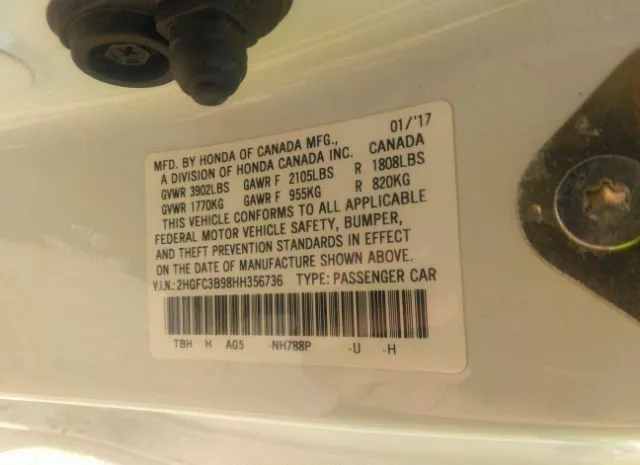 01/'17
MFD. BY HONDA OF CANADA MFG.,
A DIVISION OF HONDA CANADA INC. CANADA
GVWR 3902LBS GAWR F 2105LBS R 1808LBS
GVWR 1770KG GAWR F 955KG R 820KG
THIS VEHICLE CONFORMS TO ALL APPLICABLE
FEDERAL MOTOR VEHICLE SAFETY, BUMPER,
AND THEFT PREVENTION STANDARDS IN EFFECT
ON THE DATE OF MANUFACTURE SHOWN ABOVE.
V.I.N.: 2HGFC3B98HH356736 TYPE: PASSENGER CAR
TBH H AG5 -NH788P -U -H